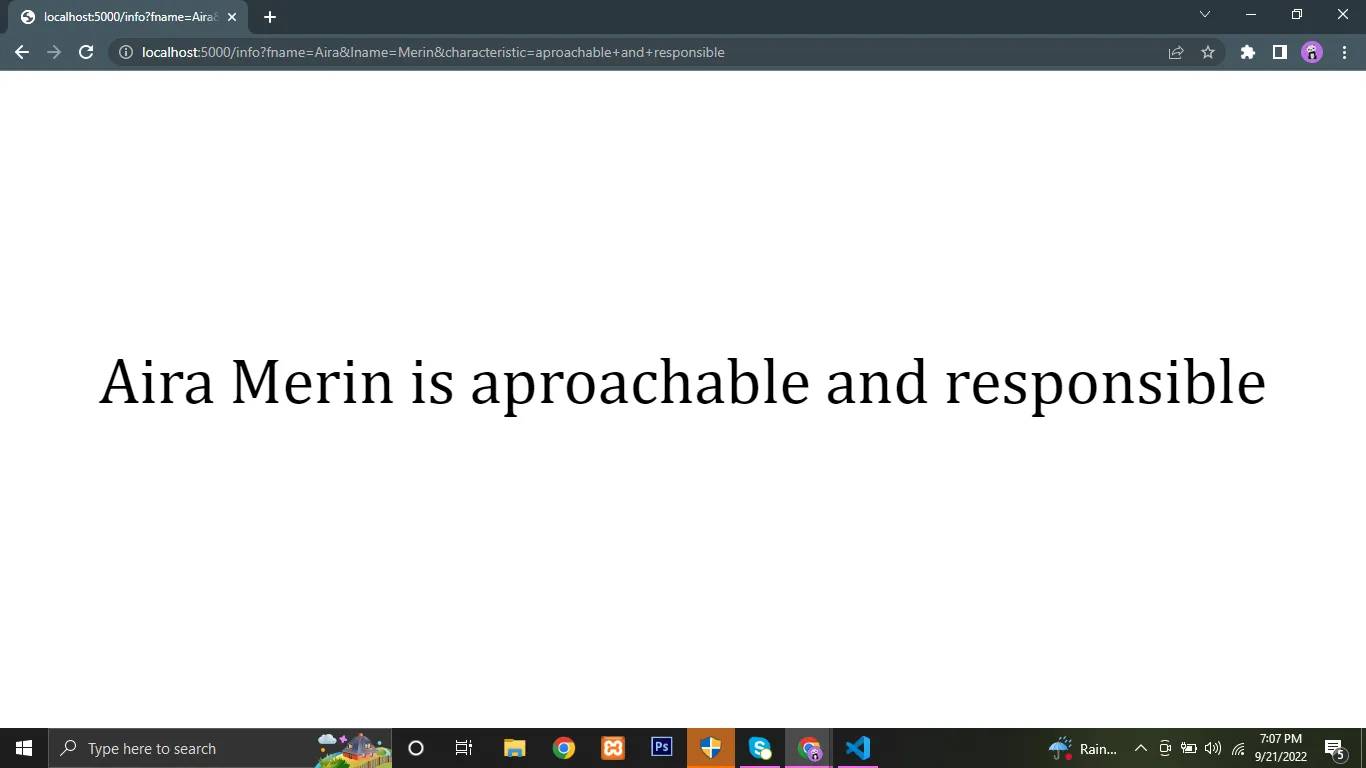 localhost:5000/info?fname=Aira&
localhost:5000/info?fname=Aira&lname=Merin&characteristic=aproachable+and+responsible
Aira Merin is aproachable and responsible
Type here to search
Ps
Rain...
7:07 PM
9/21/2022
5